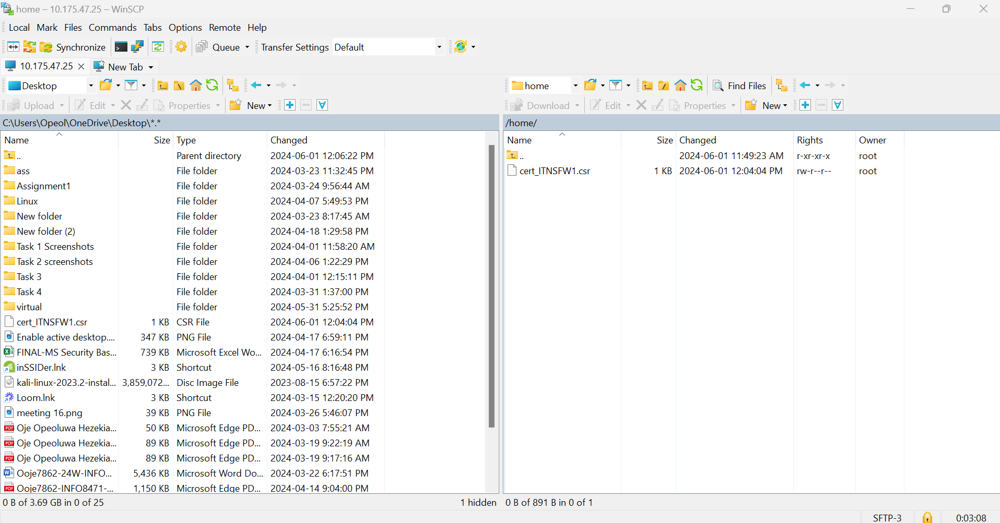 home – 10.175.47.25 – WinSCP
Local Mark Files Commands Tabs Options Remote Help
Synchronize Queue Transfer Settings Default
10.175.47.25 New Tab
Desktop home Find Files
Upload Edit Properties New Download Edit Properties New
C:\Users\Opeol\OneDrive\Desktop\*.* /home/
Name Size Type Changed Name Size Changed Rights Owner
.. Parent directory 2024-06-01 12:06:22 PM .. 2024-06-01 11:49:23 AM r-xr-xr-x root
ass File folder 2024-03-23 11:32:45 PM cert_ITNSFW1.csr 1 KB 2024-06-01 12:04:04 PM rw-r--r-- root
Assignment1 File folder 2024-03-24 9:56:44 AM
Linux File folder 2024-04-07 5:49:53 PM
New folder File folder 2024-03-23 8:17:45 AM
New folder (2) File folder 2024-04-18 1:29:58 PM
Task 1 Screenshots File folder 2024-04-01 11:58:20 AM
Task 2 screenshots File folder 2024-04-06 1:22:29 PM
Task 3 File folder 2024-04-01 12:15:11 PM
Task 4 File folder 2024-03-31 1:37:00 PM
virtual File folder 2024-05-31 5:25:52 PM
cert_ITNSFW1.csr 1 KB CSR File 2024-06-01 12:04:04 PM
Enable active desktop.... 347 KB PNG File 2024-04-17 6:59:11 PM
FINAL-MS Security Bas... 739 KB Microsoft Excel Wo... 2024-04-17 6:16:54 PM
inSSIDer.lnk 3 KB Shortcut 2024-05-16 8:16:48 PM
kali-linux-2023.2-instal... 3,859,072... Disc Image File 2023-08-15 6:57:22 PM
Loom.lnk 3 KB Shortcut 2024-03-15 12:20:20 PM
meeting 16.png 39 KB PNG File 2024-03-26 5:46:07 PM
Oje Opeoluwa Hezekia... 50 KB Microsoft Edge PD... 2024-03-03 7:55:21 AM
Oje Opeoluwa Hezekia... 89 KB Microsoft Edge PD... 2024-03-19 9:22:19 AM
Oje Opeoluwa Hezekia... 89 KB Microsoft Edge PD... 2024-03-19 9:17:16 AM
Ooje7862-24W-INFO... 5,436 KB Microsoft Word Do... 2024-03-22 6:17:51 PM
Ooje7862-INFO8471-... 1,150 KB Microsoft Edge PD... 2024-04-14 9:04:00 PM
0 B of 3.69 GB in 0 of 25 1 hidden 0 B of 891 B in 0 of 1
SFTP-3 0:03:08